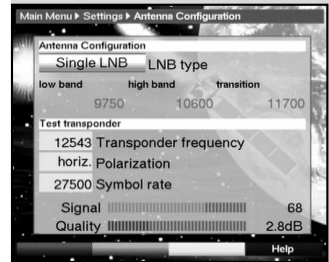 Main Menu ▸ Settings ▸ Antenna Configuration
Antenna Configuration
Single LNB LNB type
low band high band transition
9750 10600 11700
Test transponder
12543 Transponder frequency
horiz. Polarization
27500 Symbol rate
Signal 68
Quality 2.8dB
Help